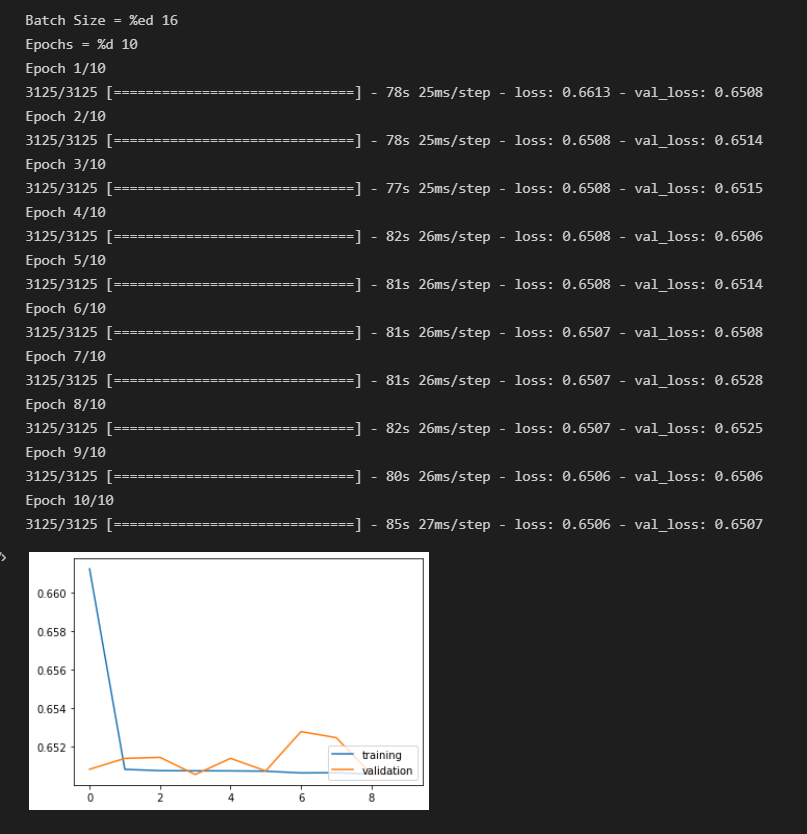 Batch Size = %ed 16
Epochs = %d 10
Epoch 1/10
3125/3125 [==============================] - 78s 25ms/step - loss: 0.6613 - val_loss: 0.6508
Epoch 2/10
3125/3125 [==============================] - 78s 25ms/step - loss: 0.6508 - val_loss: 0.6514
Epoch 3/10
3125/3125 [==============================] - 77s 25ms/step - loss: 0.6508 - val_loss: 0.6515
Epoch 4/10
3125/3125 [==============================] - 82s 26ms/step - loss: 0.6508 - val_loss: 0.6506
Epoch 5/10
3125/3125 [==============================] - 81s 26ms/step - loss: 0.6508 - val_loss: 0.6514
Epoch 6/10
3125/3125 [==============================] - 81s 26ms/step - loss: 0.6507 - val_loss: 0.6508
Epoch 7/10
3125/3125 [==============================] - 81s 26ms/step - loss: 0.6507 - val_loss: 0.6528
Epoch 8/10
3125/3125 [==============================] - 82s 26ms/step - loss: 0.6507 - val_loss: 0.6525
Epoch 9/10
3125/3125 [==============================] - 80s 26ms/step - loss: 0.6506 - val_loss: 0.6506
Epoch 10/10
3125/3125 [==============================] - 85s 27ms/step - loss: 0.6506 - val_loss: 0.6507
0.660
0.658
0.656
0.654
0.652
training
validation
0 2 4 6 8